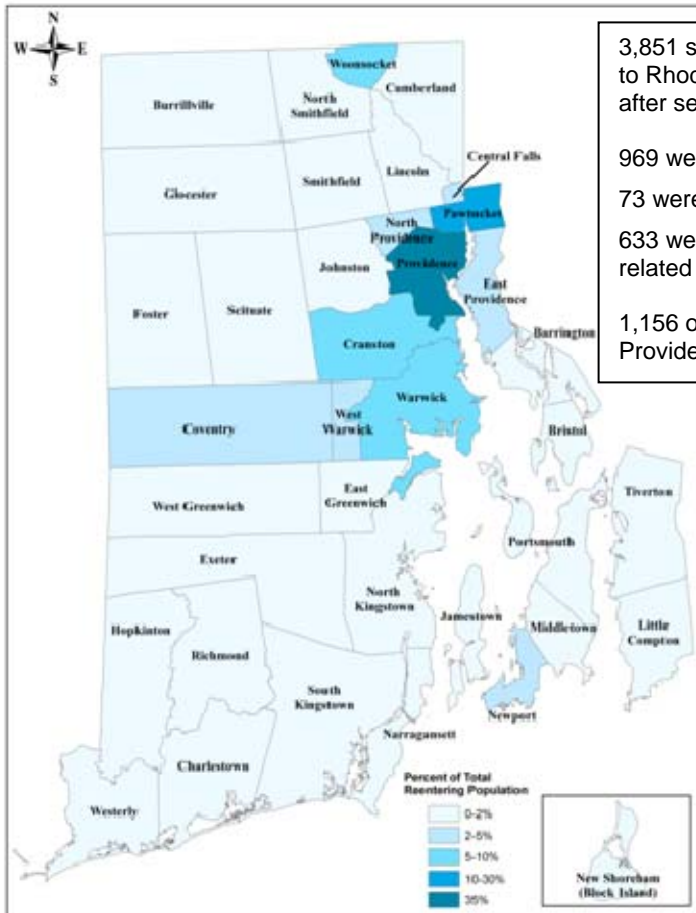 N
W E
S
3,851 s
to Rhod
after se
969 we
73 were
633 we
related
1,156 o
Provide
Woonsocket
Cumberland
Burrillville
North
Smithfield
Central Falls
Lincoln
Smithfield
Glocester
Pawtucket
North
Providence
Providence
Johnston
East
Providence
Foster
Scituate
Barrington
Cranston
Warwick
Coventry
West
Warwick
Bristol
Tiverton
East
Greenwich
West Greenwich
Portsmouth
Exeter
North
Kingstown
Jamestown
Middletown
Little
Compton
Hopkinton
Richmond
South
Kingstown
Newport
Narragansett
Charlestown
Westerly
Percent of Total
Reentering Population
0-2%
2-5%
5-10%
10-30%
35%
New Shoreham
(Block Island)